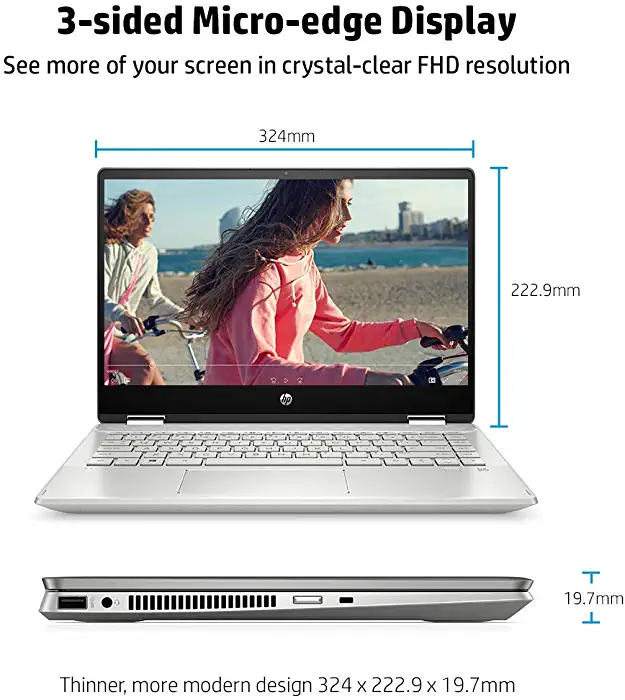 3-sided Micro-edge Display
See more of your screen in crystal-clear FHD resolution
324mm
222.9mm
hp
19.7mm
Thinner, more modern design 324 x 222.9 x 19.7mm